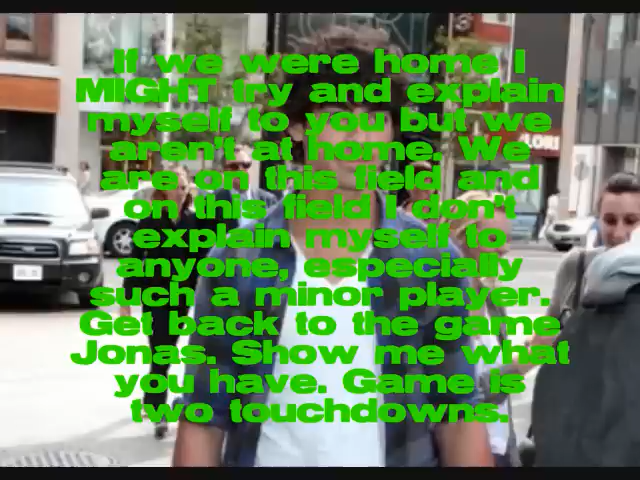 If we were home I
MIGHT try and explain
myself to you but we
aren't at home. We
are on this field and
on this field I don't
explain myself to
anyone, especially
such a minor player.
Get back to the game
Jonas. Show me what
you have. Game is
two touchdowns.